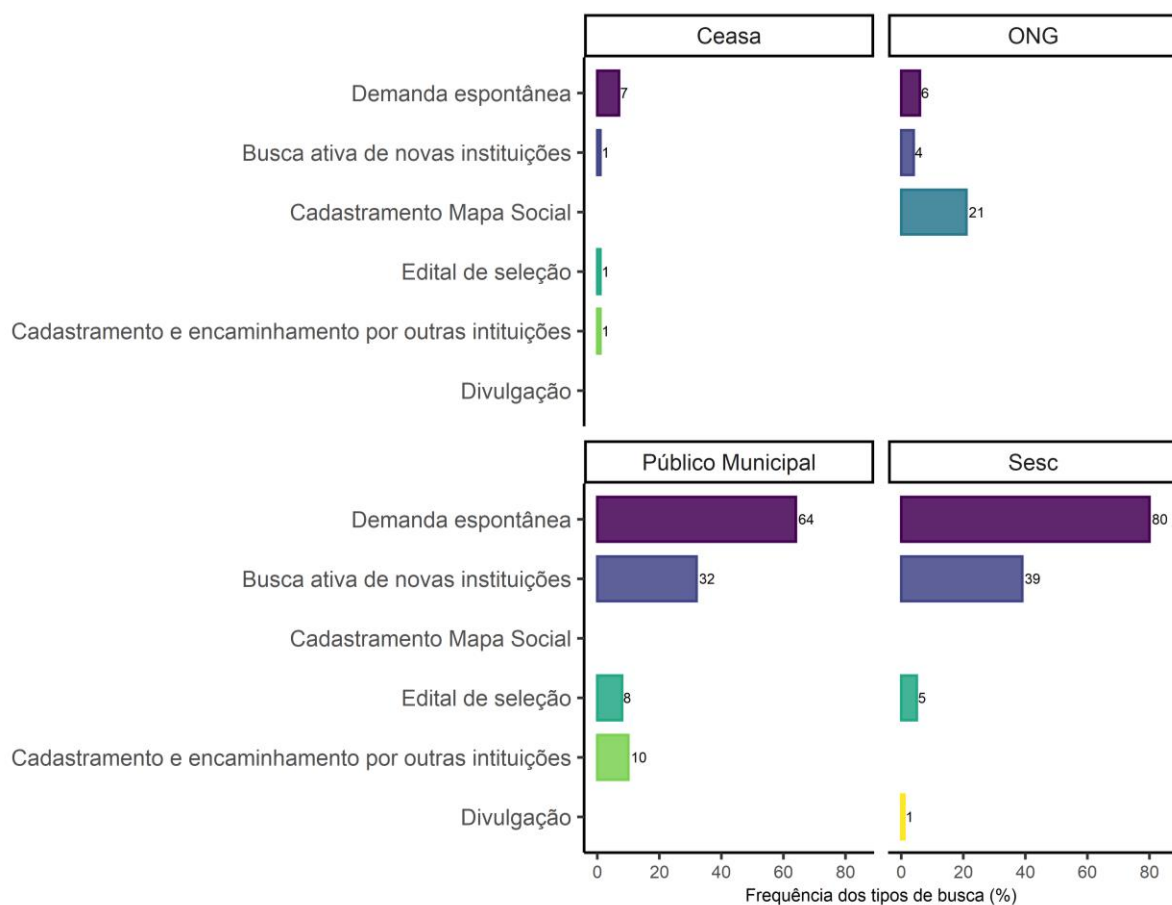 Ceasa
ONG
Demanda espontânea
7
6
Busca ativa de novas instituições
1
4
Cadastramento Mapa Social
21
Edital de seleção
1
Cadastramento e encaminhamento por outras intituições
1
Divulgação
Público Municipal
Sesc
Demanda espontânea
64
80
Busca ativa de novas instituições
32
39
Cadastramento Mapa Social
Edital de seleção
8
5
Cadastramento e encaminhamento por outras intituições
10
Divulgação
1
0 20 40 60 80
0 20 40 60 80
Frequência dos tipos de busca (%)